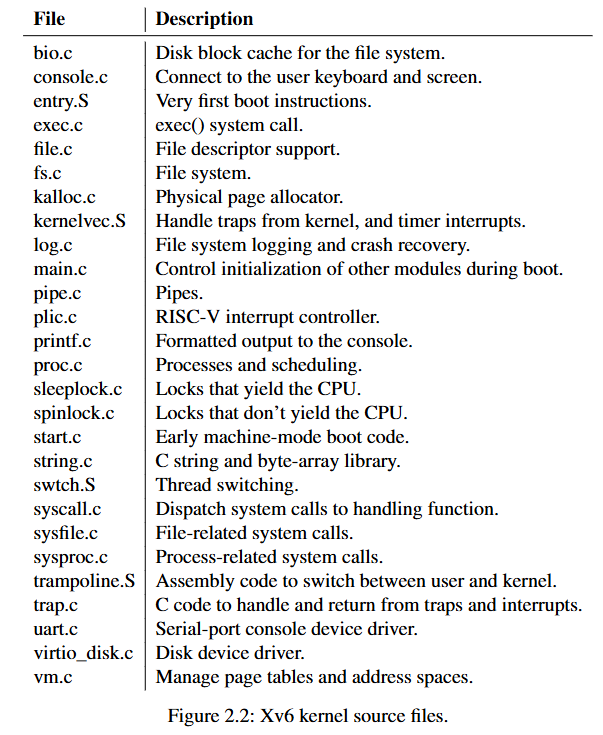 File Description
bio.c Disk block cache for the file system.
console.c Connect to the user keyboard and screen.
entry.S Very first boot instructions.
exec.c exec() system call.
file.c File descriptor support.
fs.c File system.
kalloc.c Physical page allocator.
kernelvec.S Handle traps from kernel, and timer interrupts.
log.c File system logging and crash recovery.
main.c Control initialization of other modules during boot.
pipe.c Pipes.
plic.c RISC-V interrupt controller.
printf.c Formatted output to the console.
proc.c Processes and scheduling.
sleeplock.c Locks that yield the CPU.
spinlock.c Locks that don’t yield the CPU.
start.c Early machine-mode boot code.
string.c C string and byte-array library.
swtch.S Thread switching.
syscall.c Dispatch system calls to handling function.
sysfile.c File-related system calls.
sysproc.c Process-related system calls.
trampoline.S Assembly code to switch between user and kernel.
trap.c C code to handle and return from traps and interrupts.
uart.c Serial-port console device driver.
virtio_disk.c Disk device driver.
vm.c Manage page tables and address spaces.
Figure 2.2: Xv6 kernel source files.